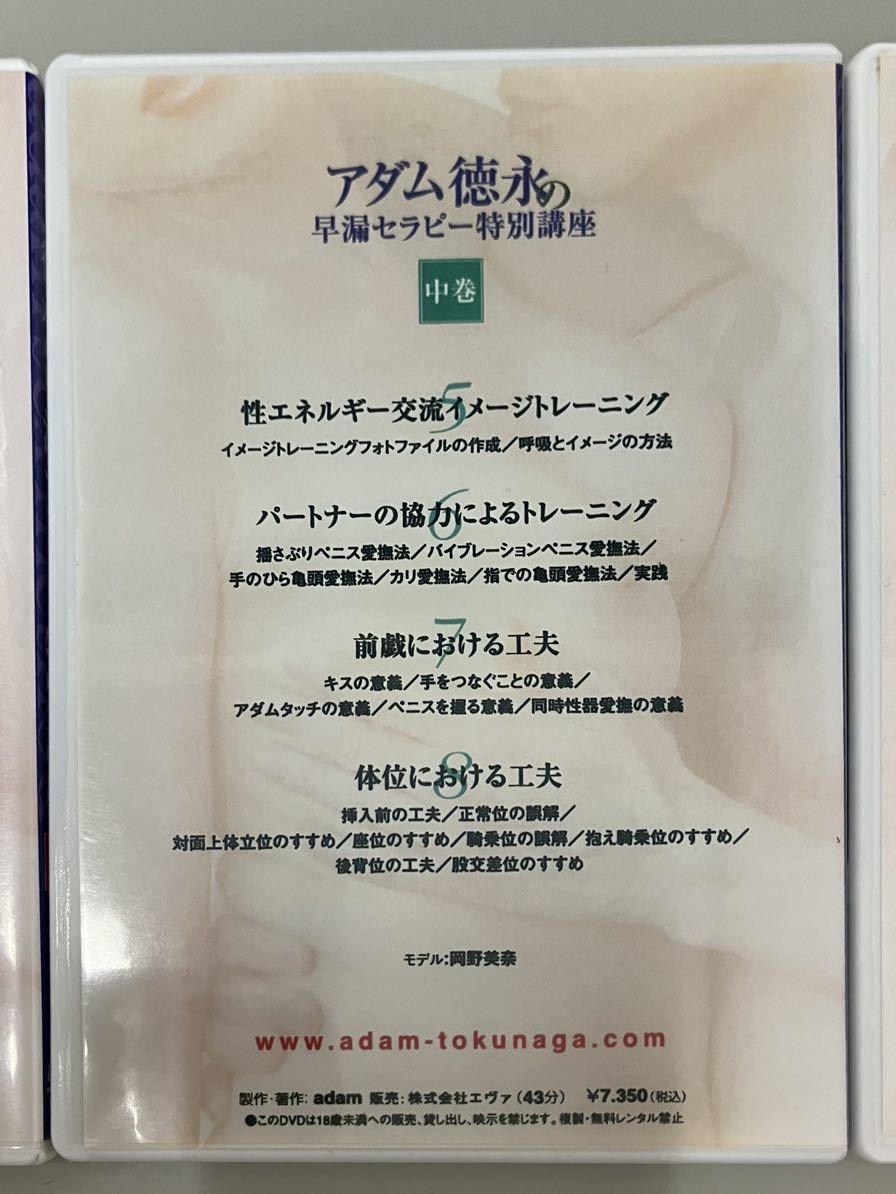 アダム徳永の
早漏セラピー特別講座
中巻
5
性エネルギー交流イメージトレーニング
イメージトレーニングフォトファイルの作成/呼吸とイメージの方法
6
パートナーの協力によるトレーニング
揺さぶりペニス愛撫法/バイブレーションペニス愛撫法/
手のひら亀頭愛撫法/カリ愛撫法/指での亀頭愛撫法/実践
7
前戯における工夫
キスの意義/手をつなぐことの意義/
アダムタッチの意義/ペニスを握る意義/同時性器愛撫の意義
8
体位における工夫
挿入前の工夫/正常位の誤解/
対面上体立位のすすめ/座位のすすめ/騎乗位の誤解/抱え騎乗位のすすめ/
後背位の工夫/股交差位のすすめ
モデル:岡野美奈
www.adam-tokunaga.com
製作・著作: adam 販売: 株式会社エヴァ (43分) ¥7.350(税込)
●このDVDは18歳未満への販売、貸し出し、映示を禁じます。複製・無料レンタル禁止